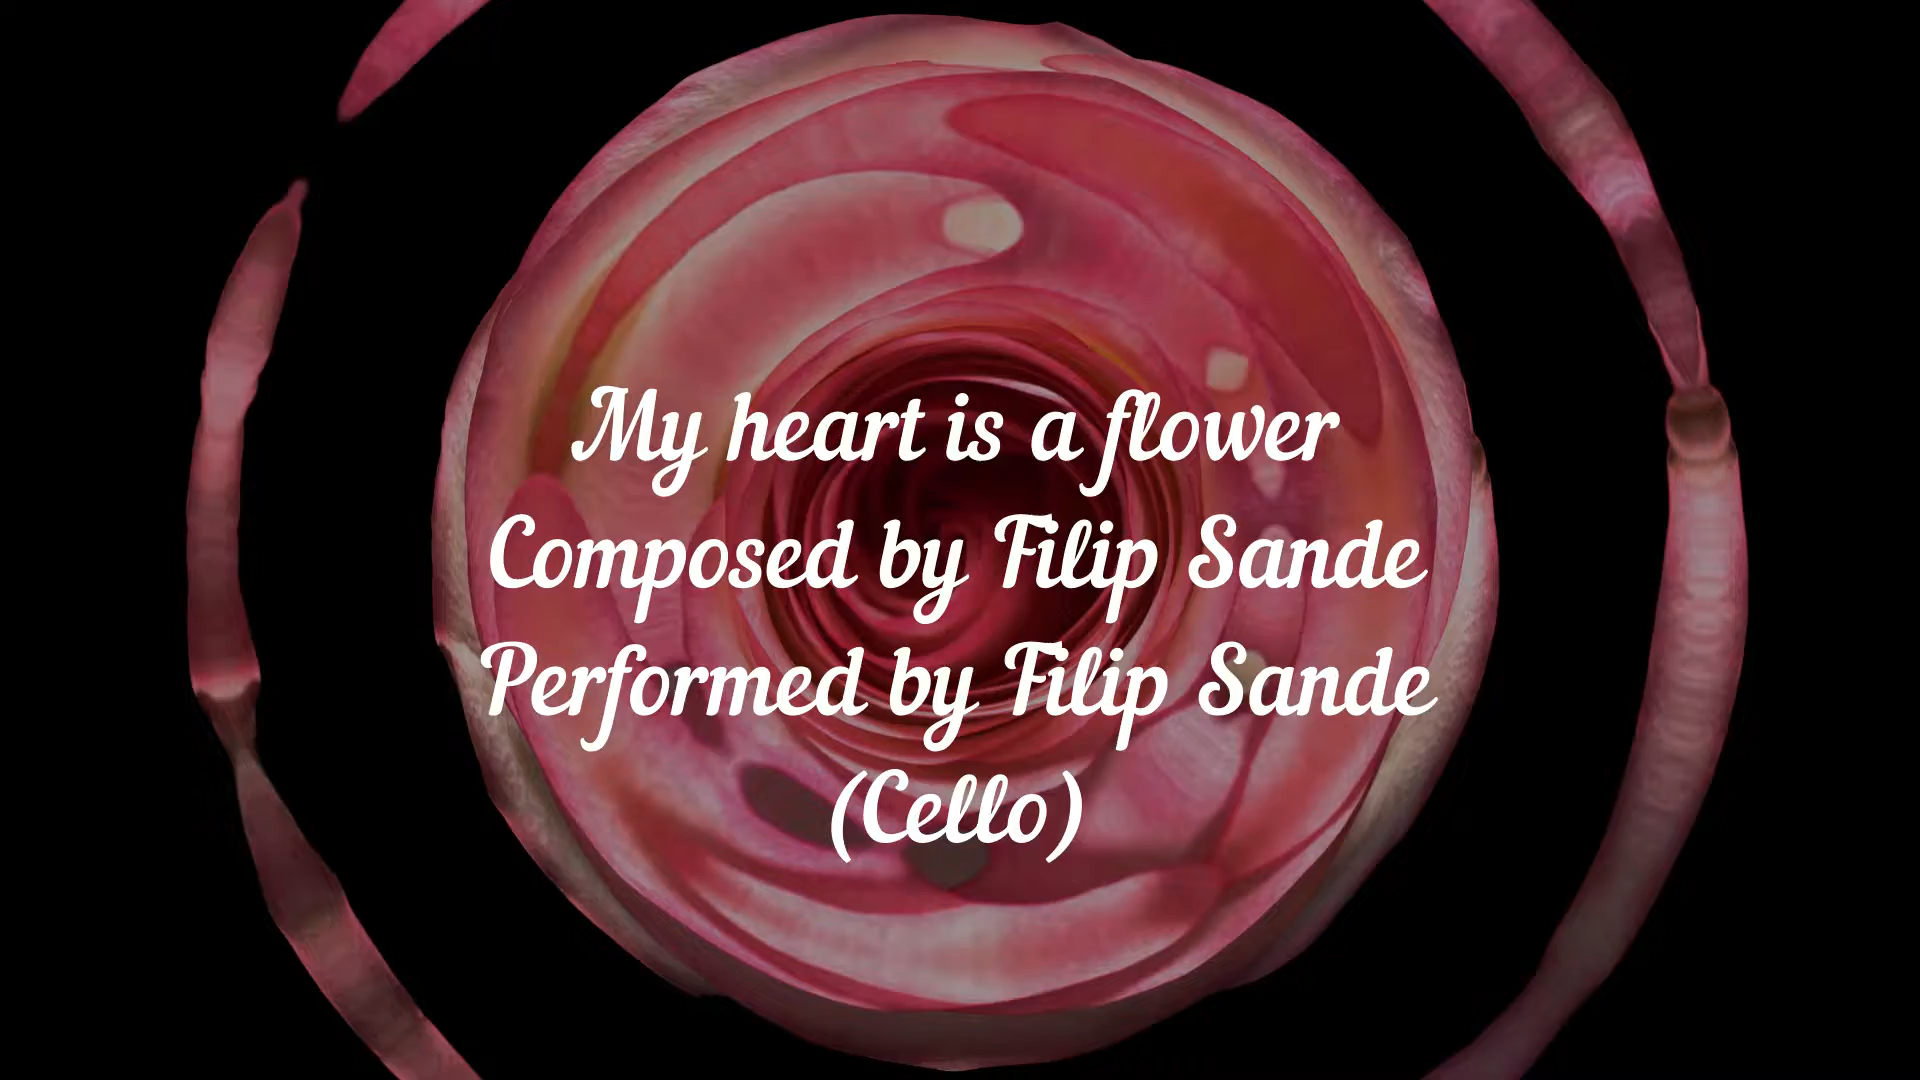 My heart is a flower
Composed by Filip Sande
Performed by Filip Sande
(Cello)